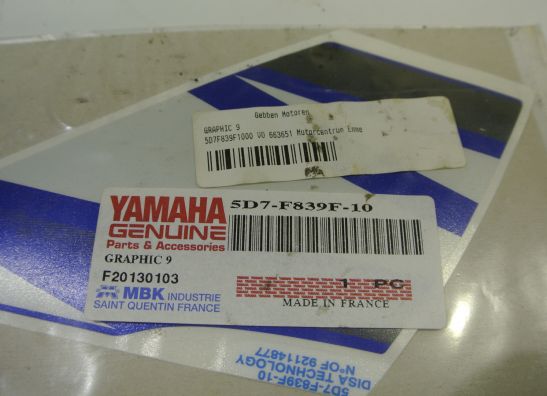 Gebben Motoren
GRAPHIC 9
5D7F839F1000 VO 663651 Motorcentrum Emme
YAMAHA
GENUINE
Parts & Accessories
5D7-F839F-10
GRAPHIC 9
F20130103
1 PC
MBK INDUSTRIE
SAINT QUENTIN FRANCE
MADE IN FRANCE
5D7-F839F-10
DISA TECHNOLOGY
N°OF 92114877